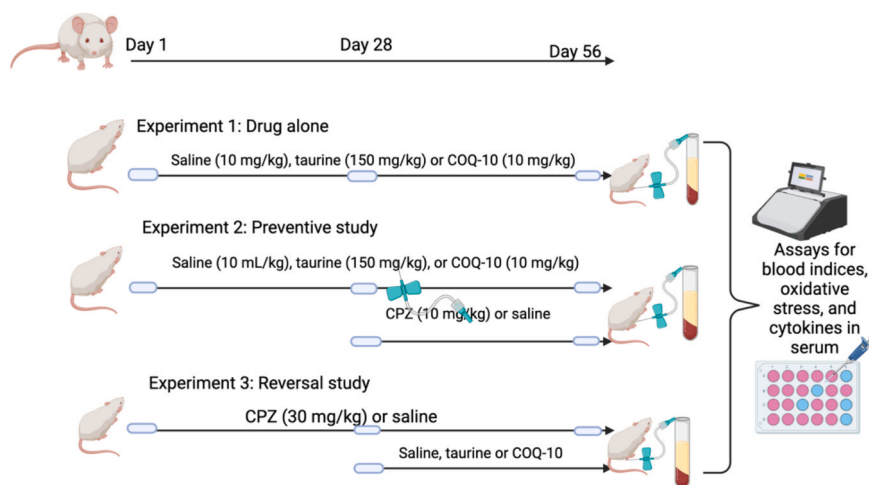 Day 1
Day 28
Day 56
Experiment 1: Drug alone
Saline (10 mg/kg), taurine (150 mg/kg) or COQ-10 (10 mg/kg)
Experiment 2: Preventive study
Saline (10 mL/kg), taurine (150 mg/kg), or COQ-10 (10 mg/kg)
CPZ (10 mg/kg) or saline
Experiment 3: Reversal study
CPZ (30 mg/kg) or saline
Saline, taurine or COQ-10
Assays for
blood indices,
oxidative
stress, and
cytokines in
serum